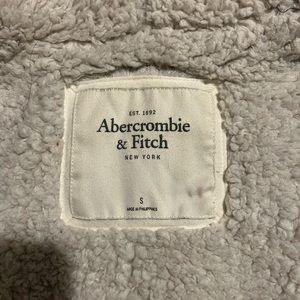 EST. 1892
Abercrombie
& Fitch
NEW YORK
S
MADE IN PHILIPPINES